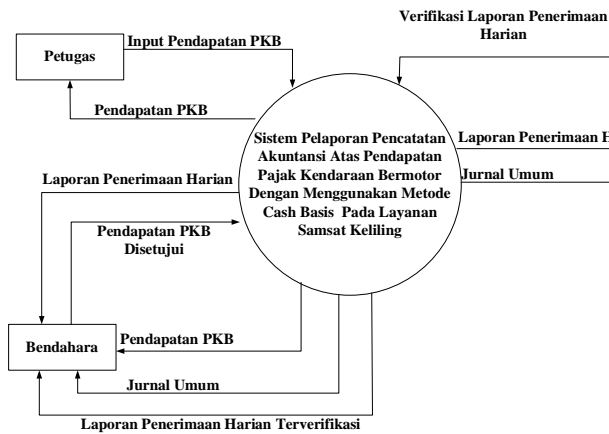 Verifikasi Laporan Penerimaan
Harian
Input Pendapatan PKB
Petugas
Pendapatan PKB
Sistem Pelaporan Pencatatan
Akuntansi Atas Pendapatan
Pajak Kendaraan Bermotor
Dengan Menggunakan Metode
Cash Basis Pada Layanan
Samsat Keliling
Laporan Penerimaan H
Jurnal Umum
Laporan Penerimaan Harian
Pendapatan PKB
Disetujui
Bendahara
Pendapatan PKB
Jurnal Umum
Laporan Penerimaan Harian Terverifikasi